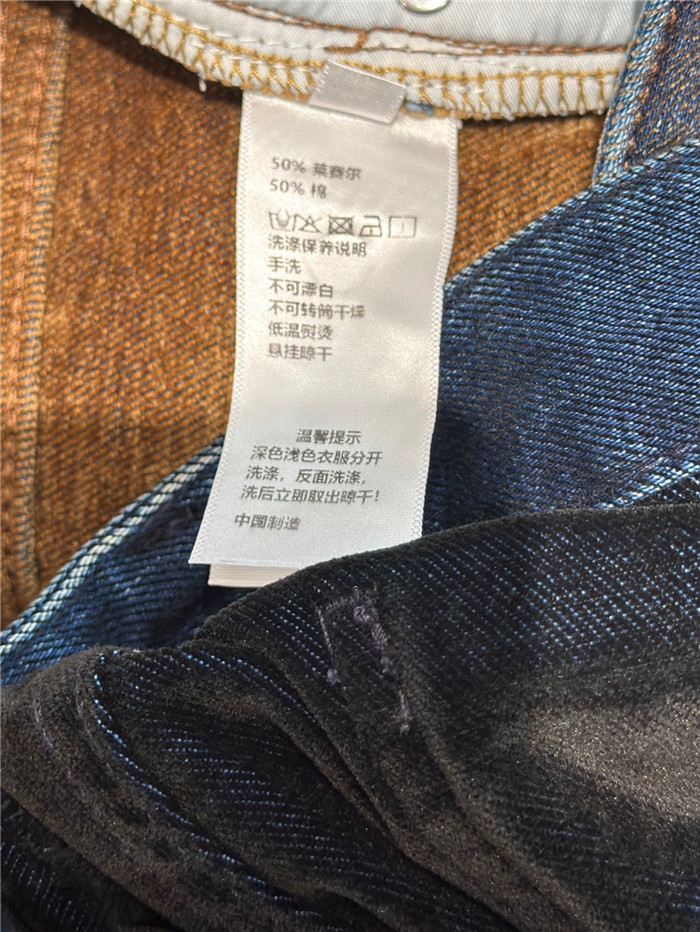 50% 莱赛尔
50% 棉
洗涤保养说明
手洗
不可漂白
不可转筒干燥
低温熨烫
悬挂晾干
温馨提示
深色浅色衣服分开
洗涤，反面洗涤，
洗后立即取出晾干！
中国制造